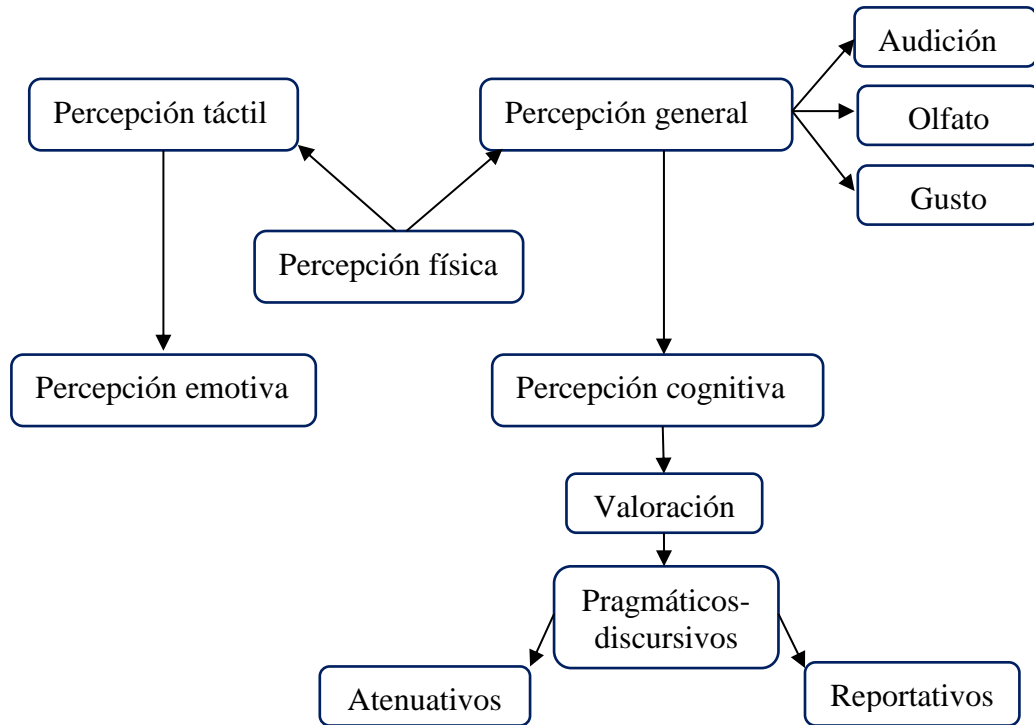 Audición
Percepción táctil
Percepción general
Olfato
Gusto
Percepción física
Percepción emotiva
Percepción cognitiva
Valoración
Pragmáticos-
discursivos
Atenuativos
Reportativos